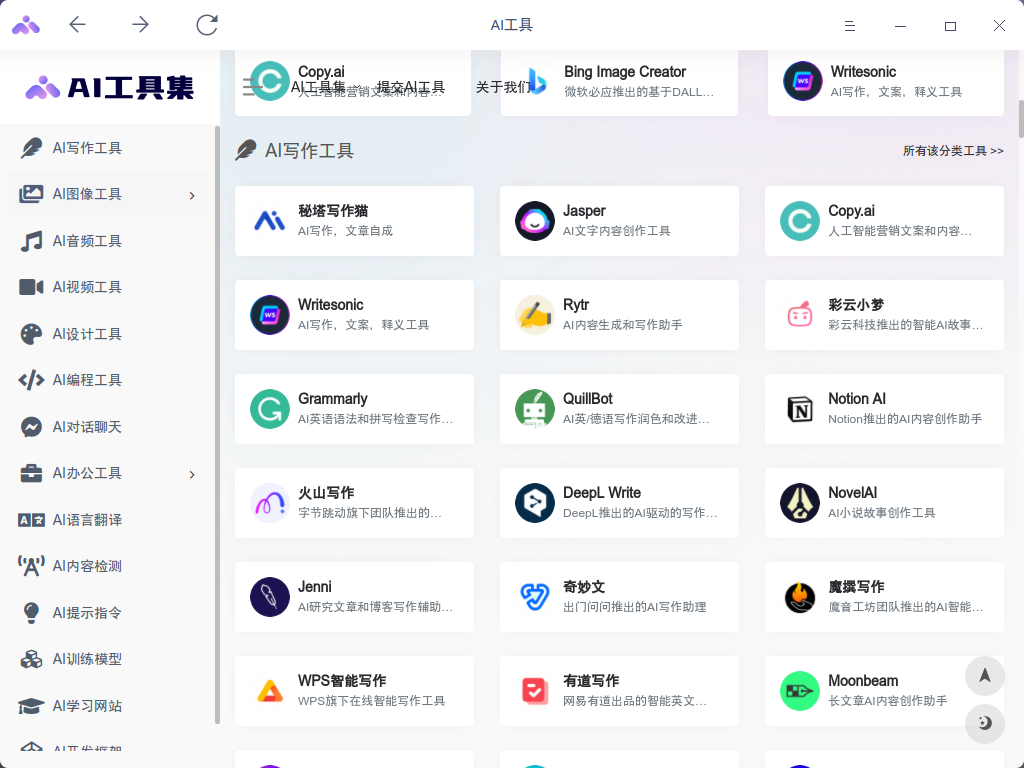 AI工具
AI工具集
AI写作工具
AI图像工具
AI音频工具
AI视频工具
AI设计工具
AI编程工具
AI对话聊天
AI办公工具
AI语言翻译
AI内容检测
AI提示指令
AI训练模型
AI学习网站
AI开发框架
AI工具集
提交AI工具
关于我们
Copy.ai
人工智能营销文案和内容...
Bing Image Creator
微软必应推出的基于DALL...
Writesonic
AI写作，文案，释义工具
AI写作工具
所有该分类工具 >>
秘塔写作猫
AI写作，文章自成
Jasper
AI文字内容创作工具
Copy.ai
人工智能营销文案和内容...
Writesonic
AI写作，文案，释义工具
Rytr
AI内容生成和写作助手
彩云小梦
彩云科技推出的智能AI故事...
Grammarly
AI英语语法和拼写检查写作...
QuillBot
AI英/德语写作润色和改进...
Notion AI
Notion推出的AI内容创作助手
火山写作
字节跳动旗下团队推出的...
DeepL Write
DeepL推出的AI驱动的写作...
NovelAI
AI小说故事创作工具
Jenni
AI研究文章和博客写作辅助...
奇妙文
出门问问推出的AI写作助理
魔撰写作
魔音工坊团队推出的AI智能...
WPS智能写作
WPS旗下在线智能写作工具
有道写作
网易有道出品的智能英文...
Moonbeam
长文章AI内容创作助手